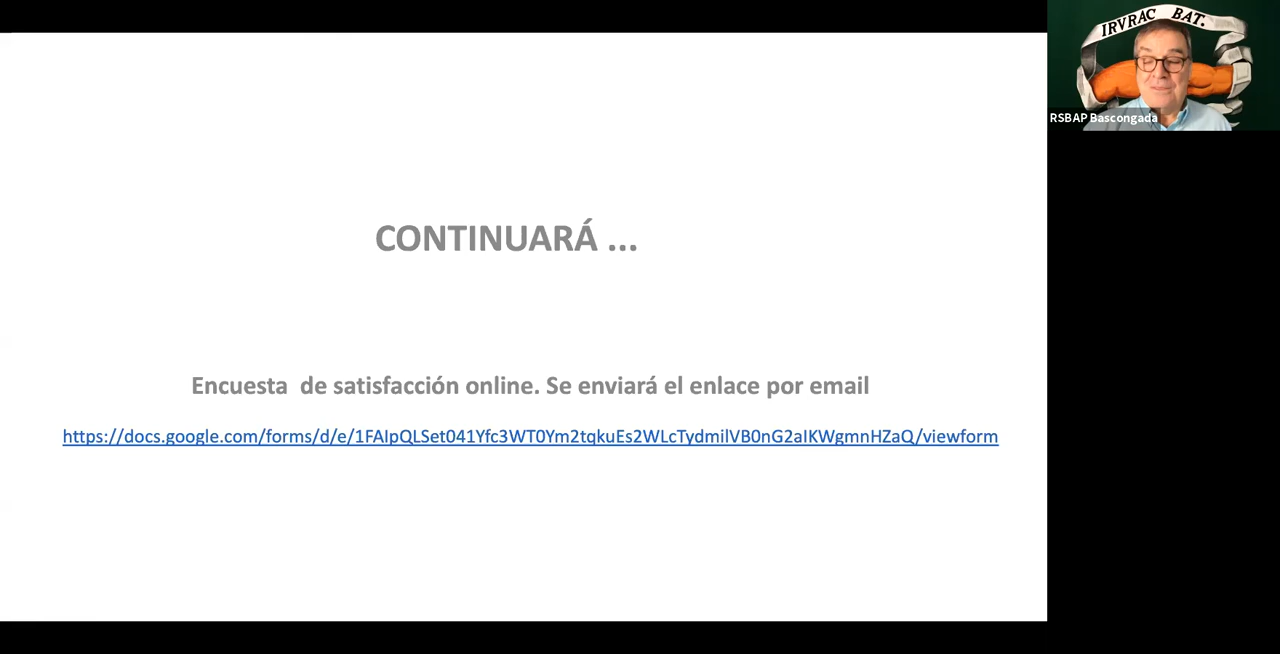 IRVRAC BAT.
RSBAP Bascongada
CONTINUARÁ ...
Encuesta  de satisfacción online. Se enviará el enlace por email
https://docs.google.com/forms/d/e/1FAIpQLSet041Yfc3WT0Ym2tqkuEs2WLcTydmilVB0nG2aIKWgmnHZaQ/viewform